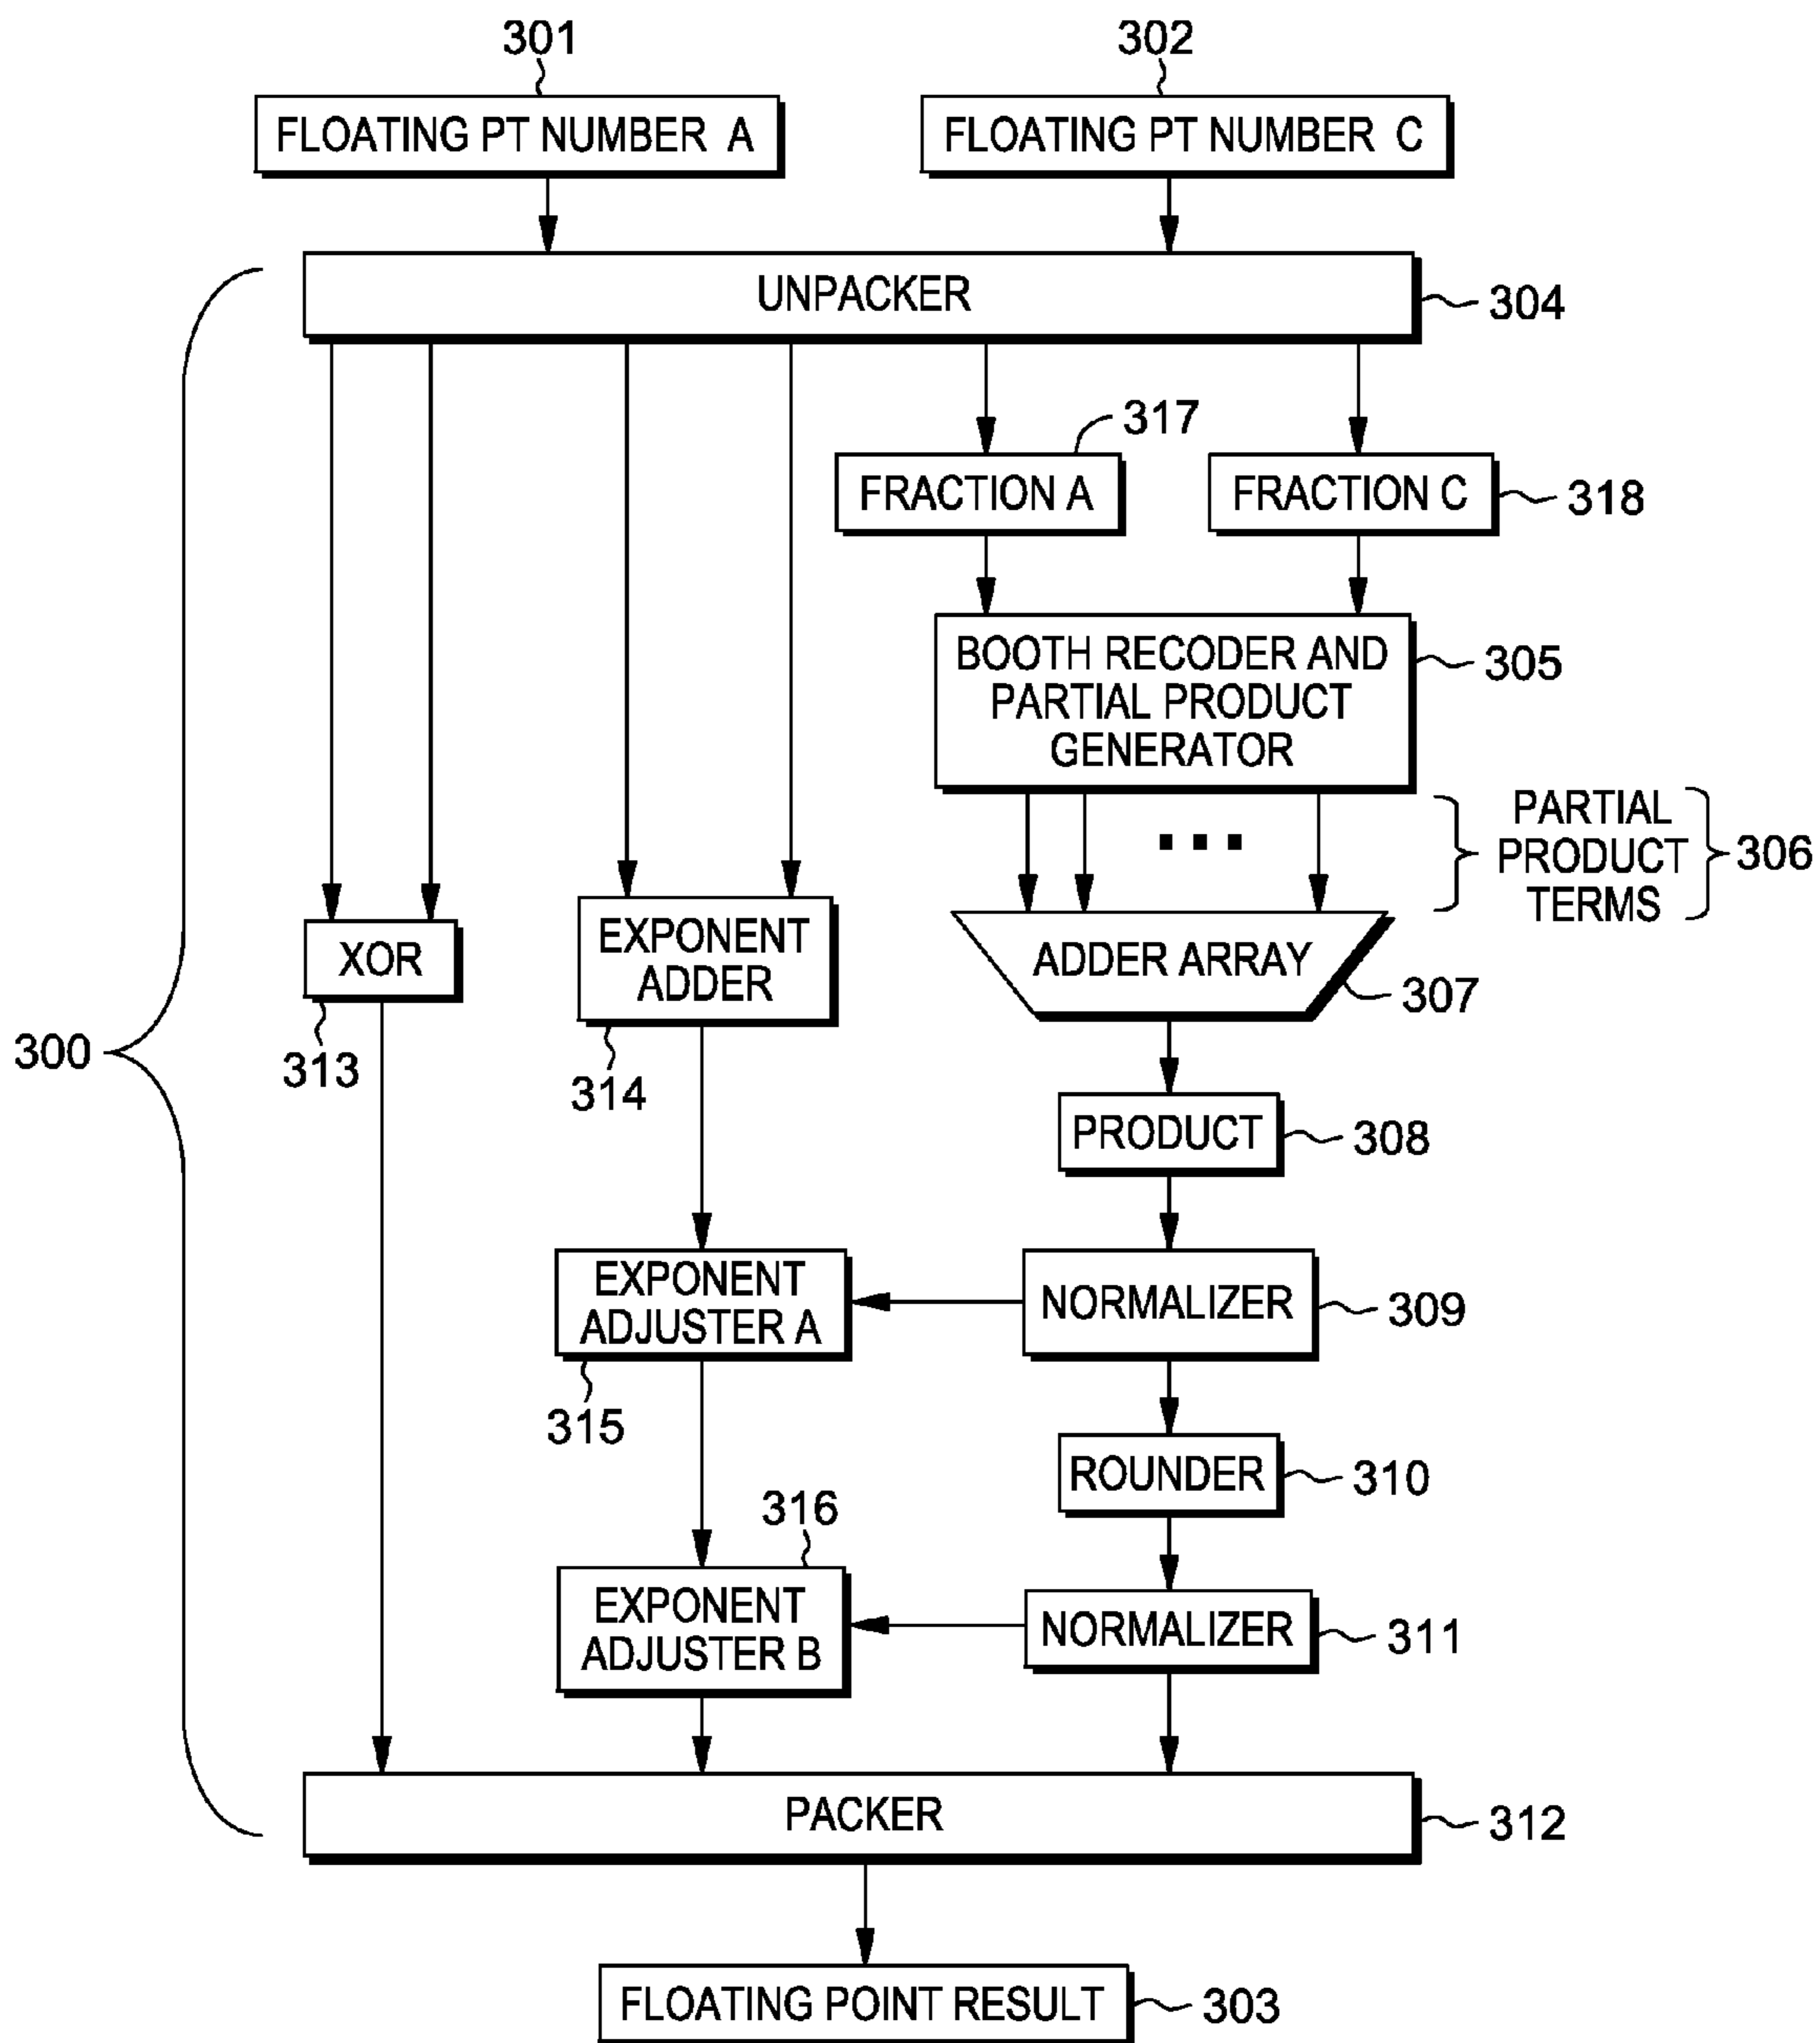 301
302
FLOATING PT NUMBER A
FLOATING PT NUMBER C
UNPACKER
304
317
FRACTION A
FRACTION C
318
BOOTH RECODER AND
PARTIAL PRODUCT
GENERATOR
305
...
PARTIAL
PRODUCT
TERMS
306
XOR
313
EXPONENT
ADDER
314
ADDER ARRAY
307
300
PRODUCT
308
EXPONENT
ADJUSTER A
315
NORMALIZER
309
ROUNDER
310
316
EXPONENT
ADJUSTER B
NORMALIZER
311
PACKER
312
FLOATING POINT RESULT
303